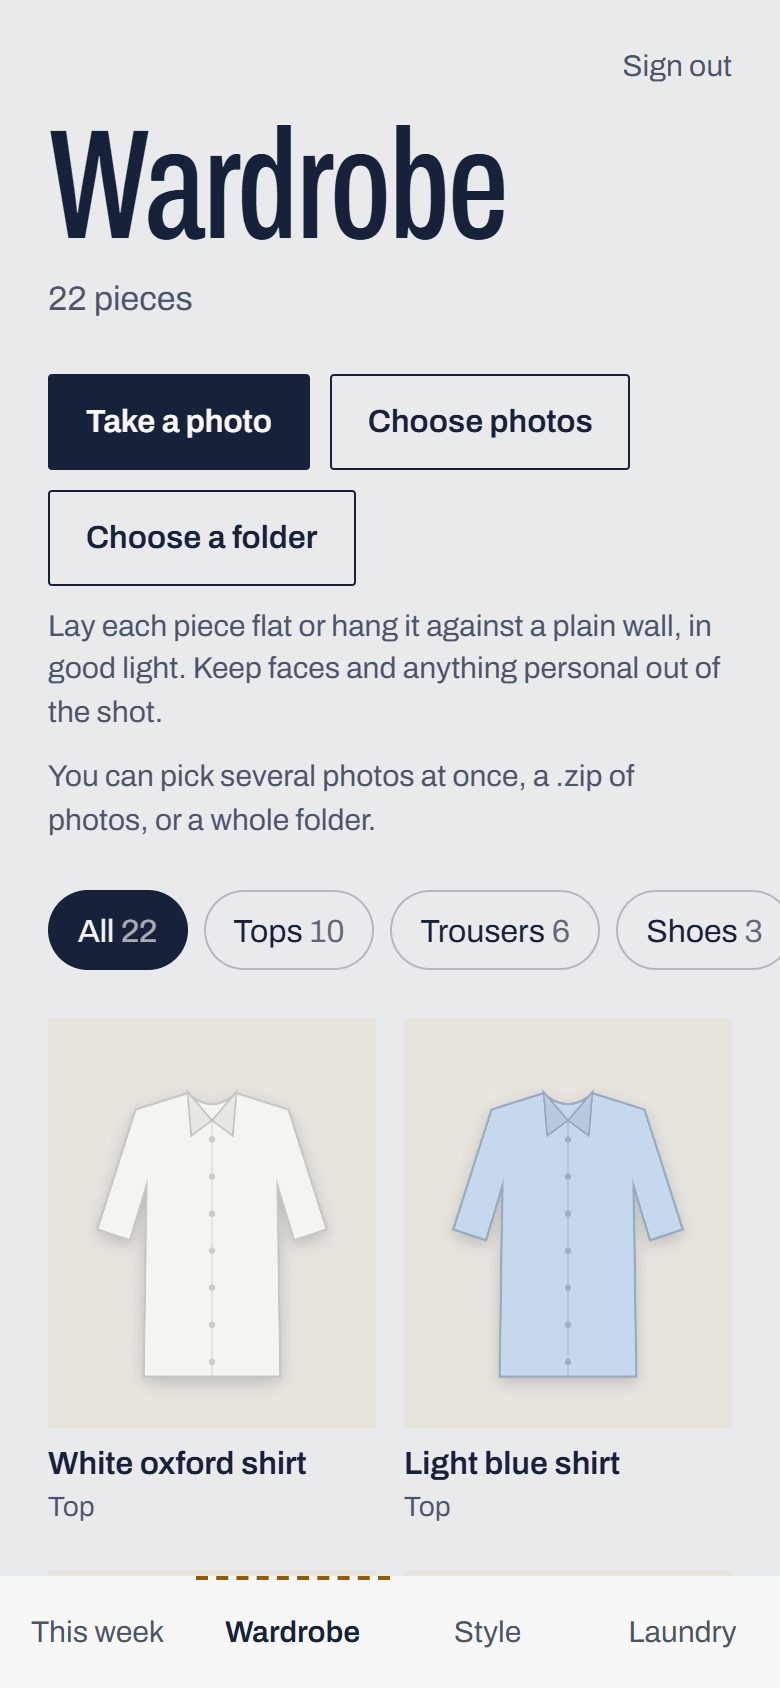 Sign out
Wardrobe
22 pieces
Take a photo
Choose photos
Choose a folder
Lay each piece flat or hang it against a plain wall, in
good light. Keep faces and anything personal out of
the shot.
You can pick several photos at once, a .zip of
photos, or a whole folder.
All 22
Tops 10
Trousers 6
Shoes 3
White oxford shirt
Light blue shirt
Top
Top
This week
Wardrobe
Style
Laundry